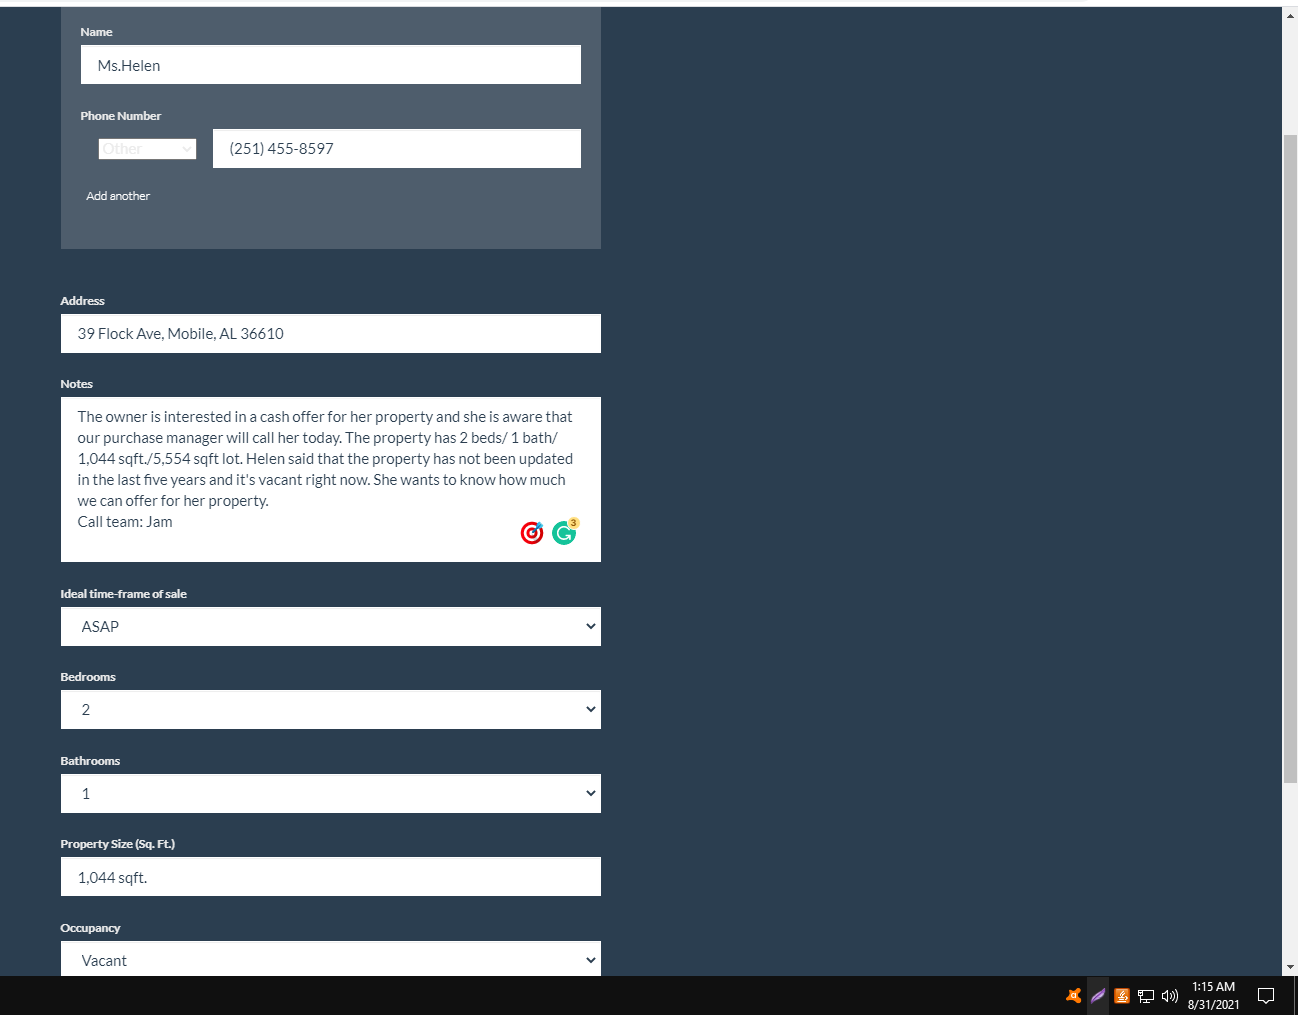 Name
Ms.Helen
Phone Number
Other
(251) 455-8597
Add another
Address
39 Flock Ave, Mobile, AL 36610
Notes
The owner is interested in a cash offer for her property and she is aware that
our purchase manager will call her today. The property has 2 beds/ 1 bath/
1,044 sqft./5,554 sqft lot. Helen said that the property has not been updated
in the last five years and it's vacant right now. She wants to know how much
we can offer for her property.
Call team: Jam
3
Ideal time-frame of sale
ASAP
Bedrooms
2
Bathrooms
1
Property Size (Sq. Ft.)
1,044 sqft.
Occupancy
Vacant
1:15 AM
8/31/2021